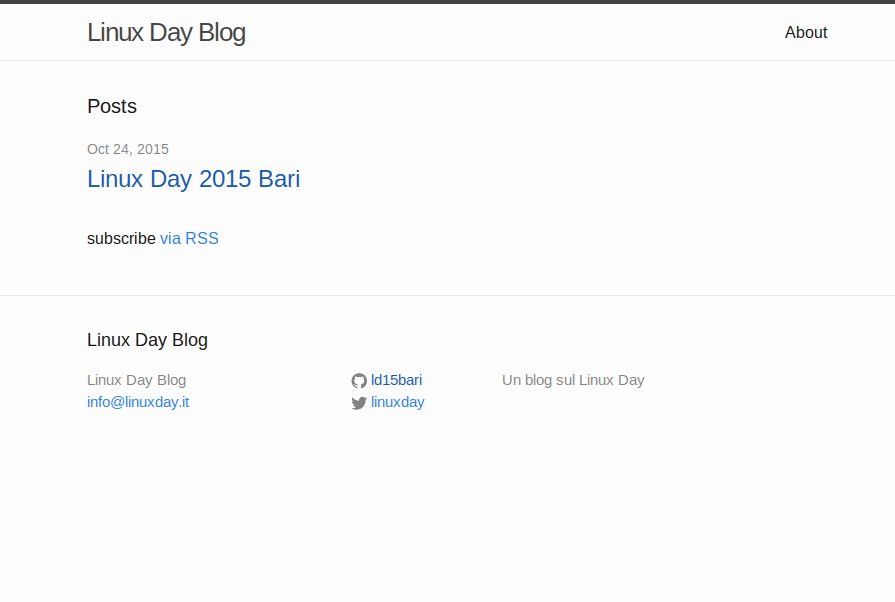 Linux Day Blog
About
Posts
Oct 24, 2015
Linux Day 2015 Bari
subscribe via RSS
Linux Day Blog
Linux Day Blog
info@linuxday.it
ld15bari
linuxday
Un blog sul Linux Day